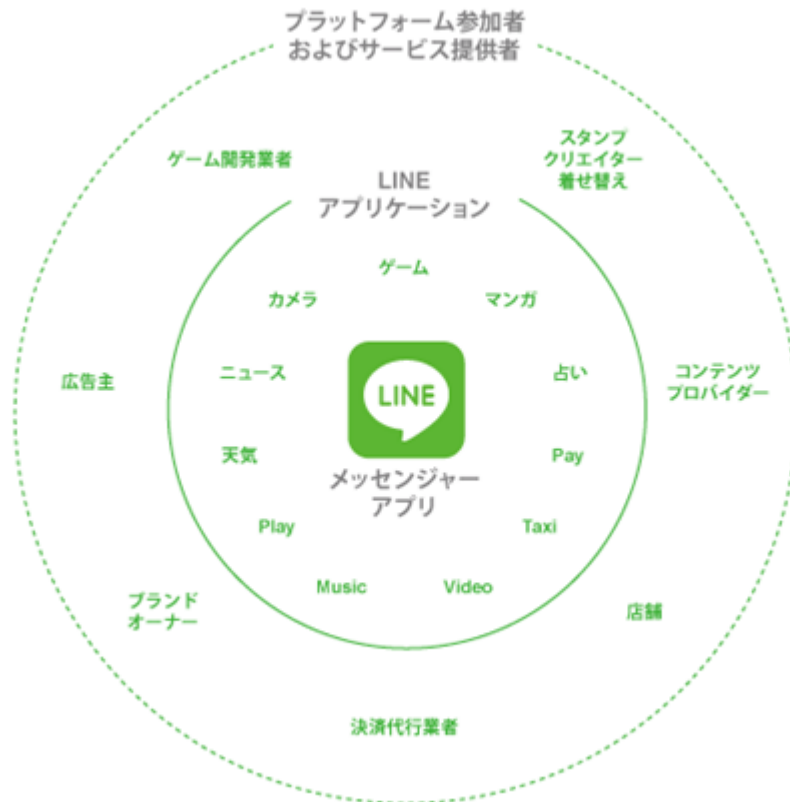 プラットフォーム参加者
およびサービス提供者
ゲーム開発業者
スタンプ
クリエイター
着せ替え
LINE
アプリケーション
ゲーム
カメラ
マンガ
ニュース
占い
広告主
コンテンツ
プロバイダー
LINE
天気
Pay
メッセンジャー
アプリ
Play
Taxi
Music
Video
ブランド
オーナー
店舗
決済代行業者